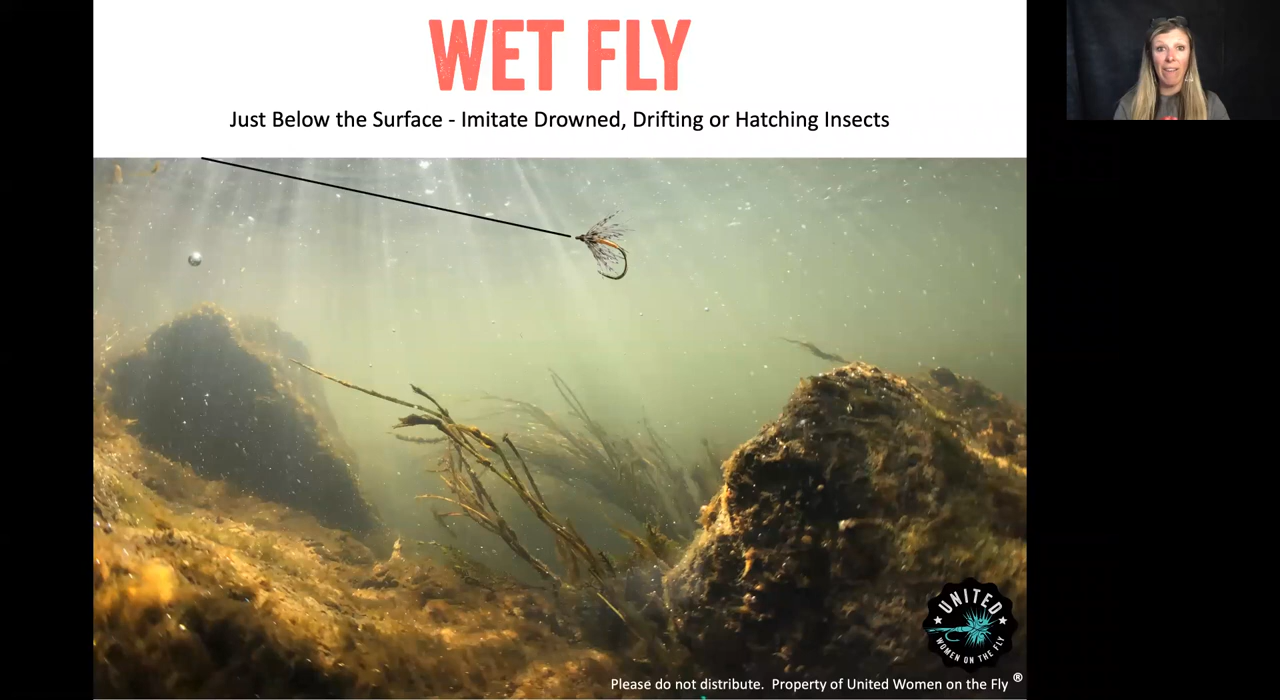 WET FLY
Just Below the Surface - Imitate Drowned, Drifting or Hatching Insects
UNITED
WOMEN ON THE FLY
Please do not distribute. Property of United Women on the Fly ®